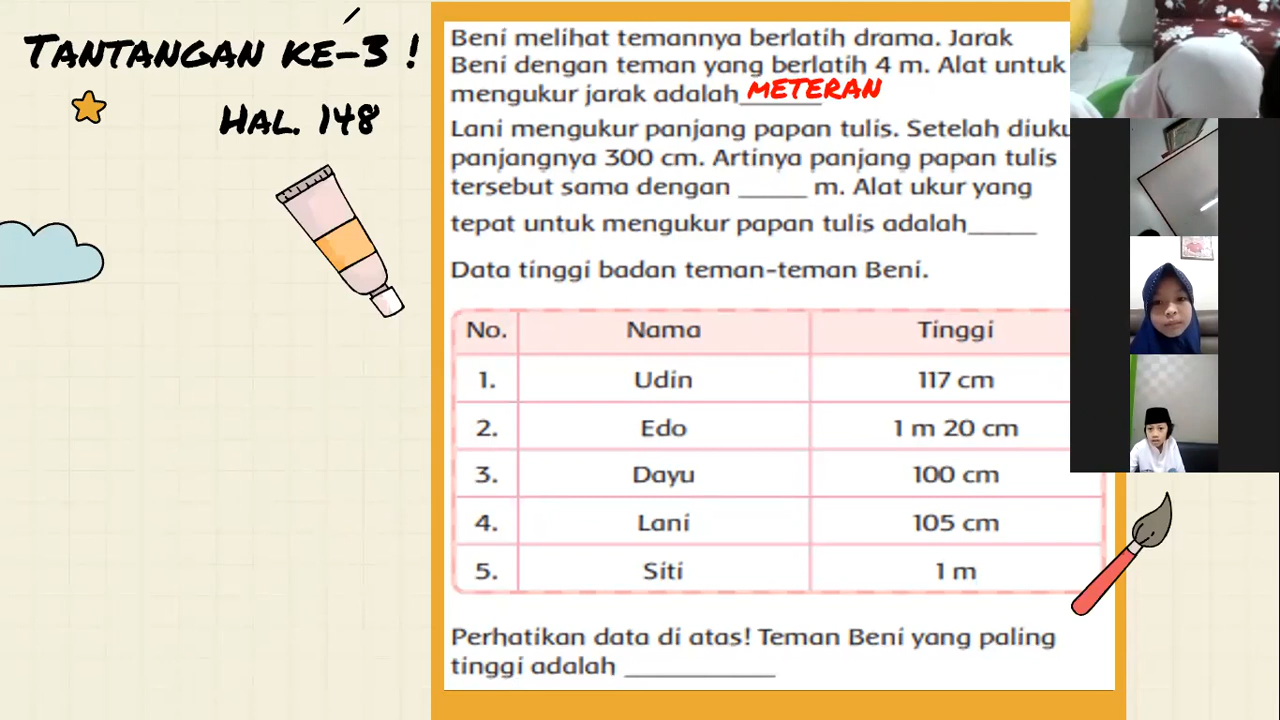 TANTANGAN KE-3 !
HAL. 148
Beni melihat temannya berlatih drama. Jarak
Beni dengan teman yang berlatih 4 m. Alat untuk
mengukur jarak adalah______ METERAN
Lani mengukur panjang papan tulis. Setelah diuku
panjangnya 300 cm. Artinya panjang papan tulis
tersebut sama dengan _____ m. Alat ukur yang
tepat untuk mengukur papan tulis adalah_____
Data tinggi badan teman-teman Beni.
No. Nama Tinggi
1. Udin 117 cm
2. Edo 1 m 20 cm
3. Dayu 100 cm
4. Lani 105 cm
5. Siti 1 m
Perhatikan data di atas! Teman Beni yang paling
tinggi adalah ___________